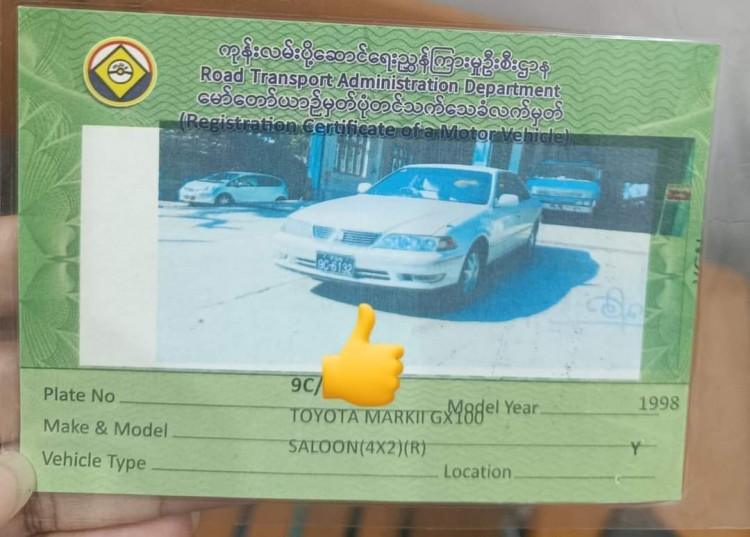 ကုန်းလမ်းပို့ဆောင်ရေးညွှန်ကြားမှုဦးစီးဌာန
Road Transport Administration Department
မော်တော်ယာဉ်မှတ်ပုံတင်သက်သေခံလက်မှတ်
(Registration Certificate of a Motor Vehicle)
9C-6132
Plate No 9C/
Model Year 1998
Make & Model TOYOTA MARKII GX100
Vehicle Type SALOON(4X2)(R)
Location Y
YGN